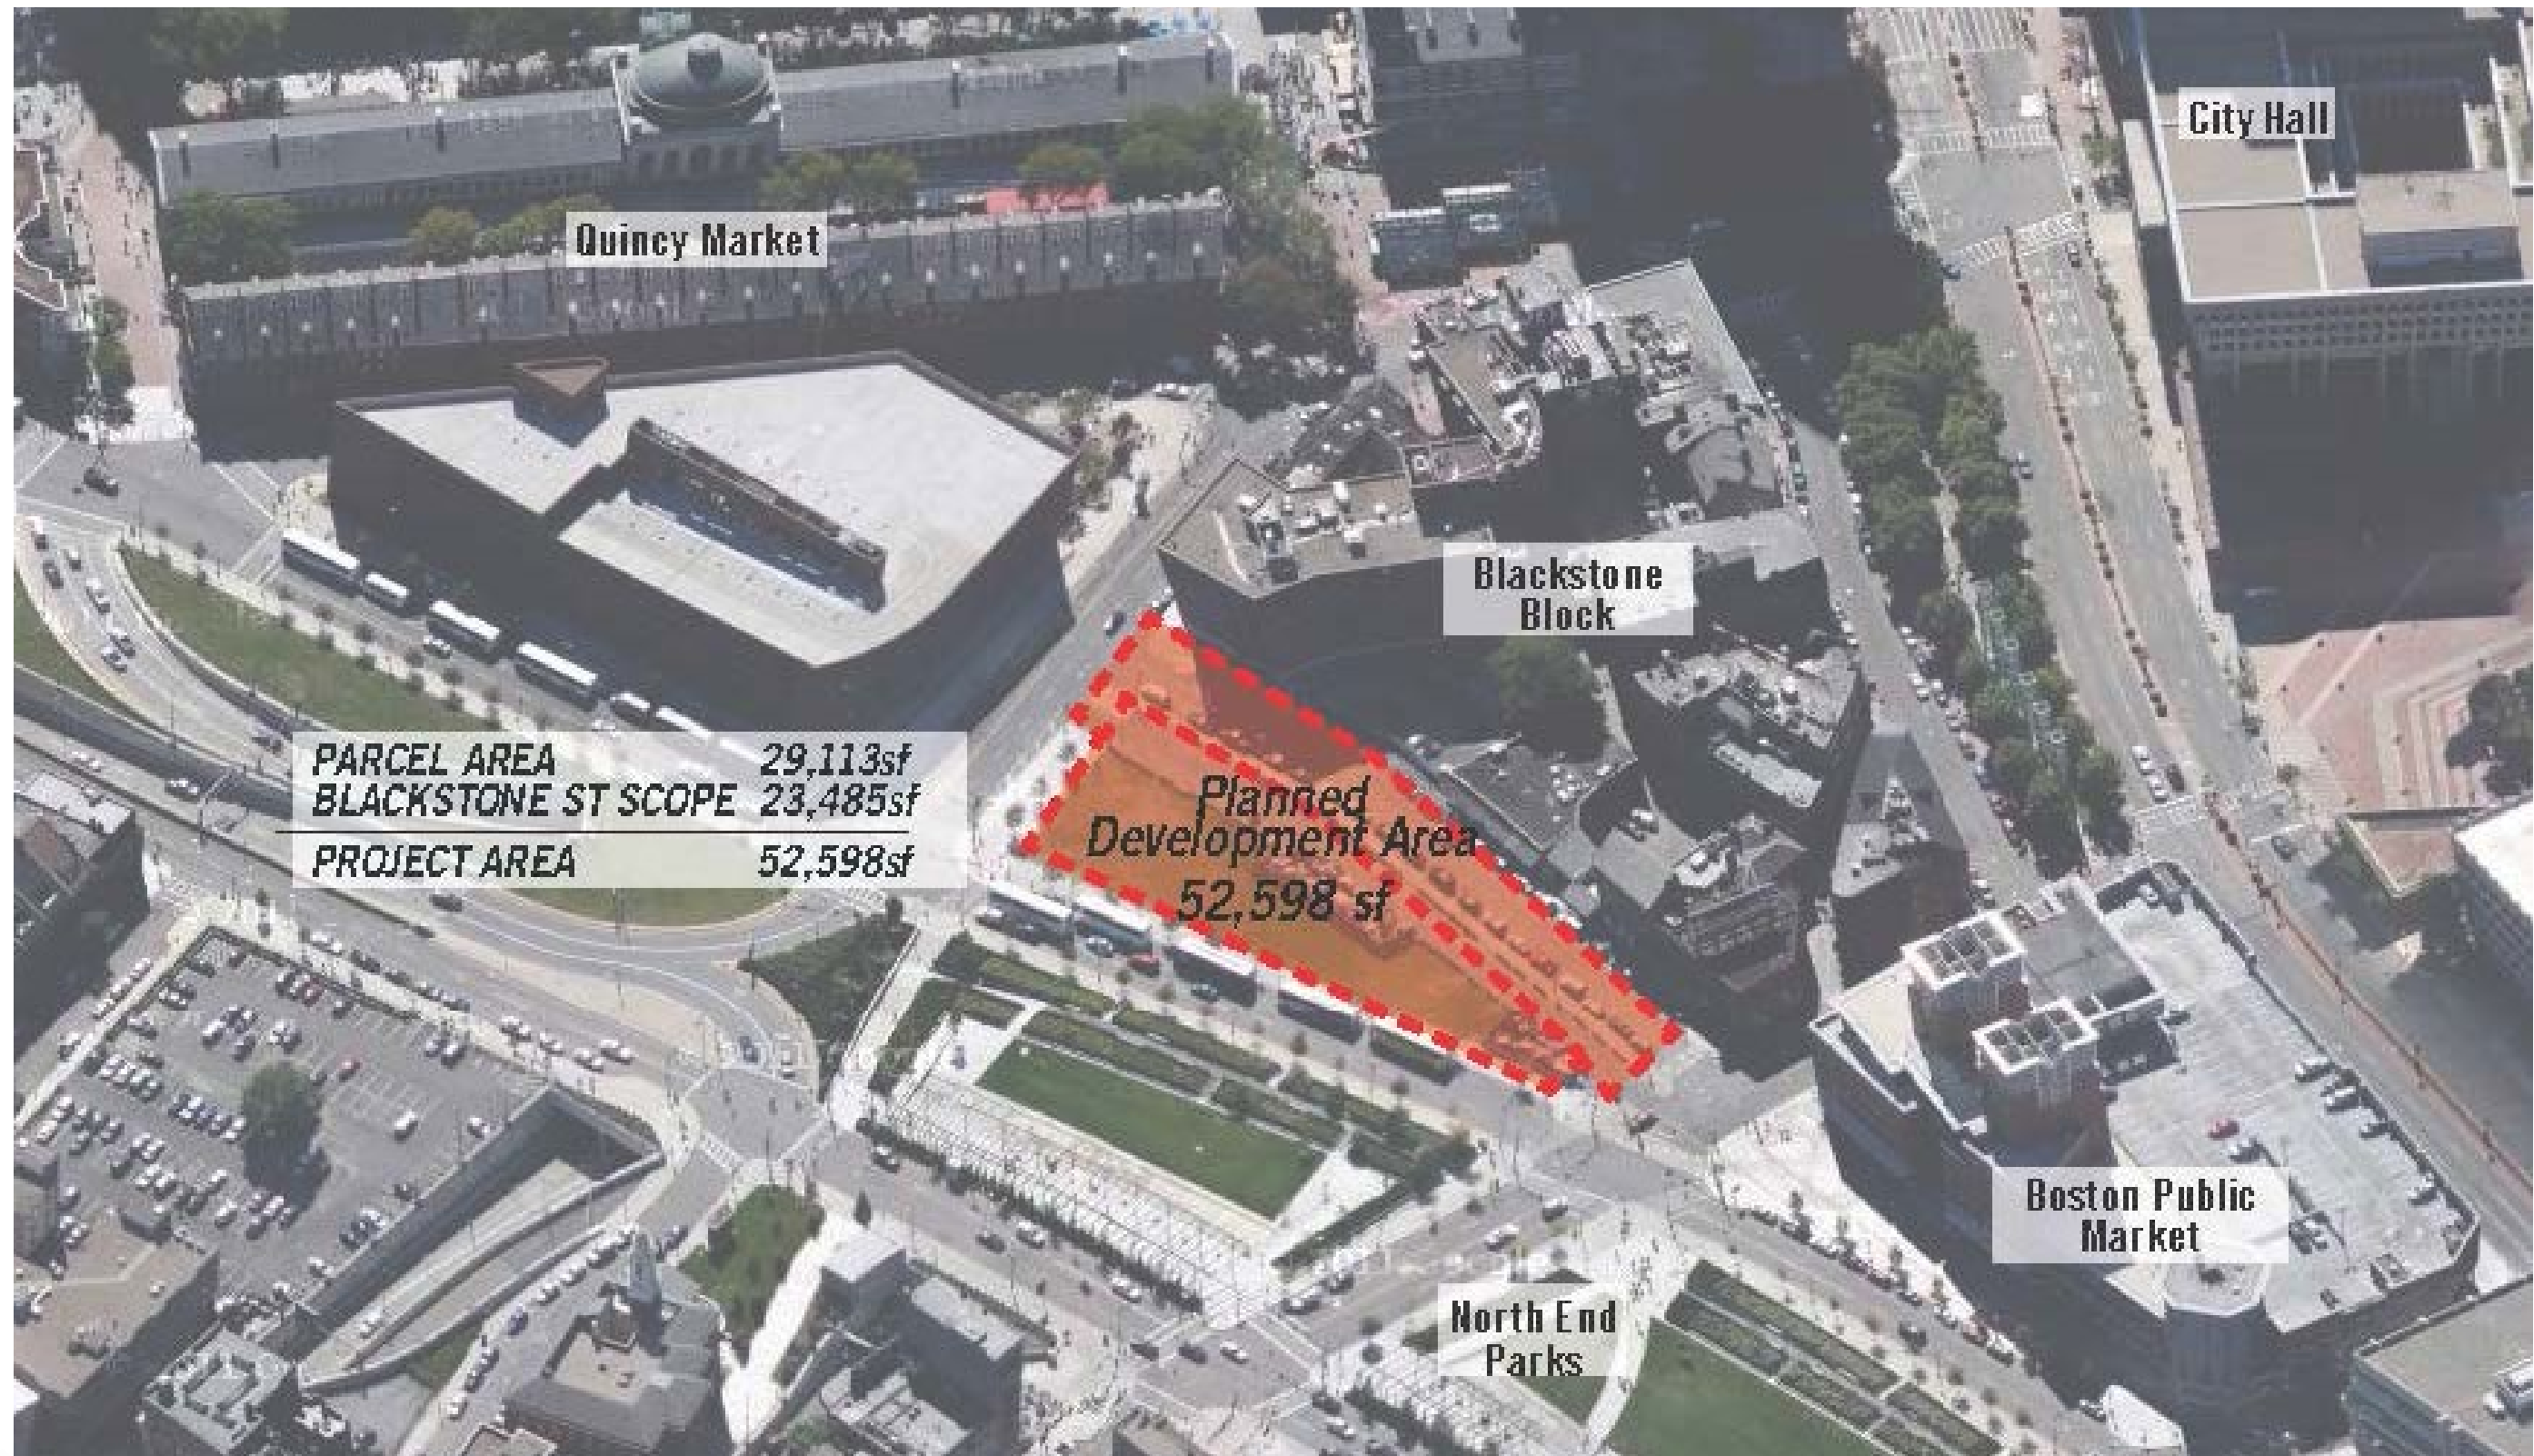 City Hall
Quincy Market
Blackstone
Block
PARCEL AREA 29,113sf
BLACKSTONE ST SCOPE 23,485sf
PROJECT AREA 52,598sf
Planned
Development Area
52,598 sf
Boston Public
Market
North End
Parks